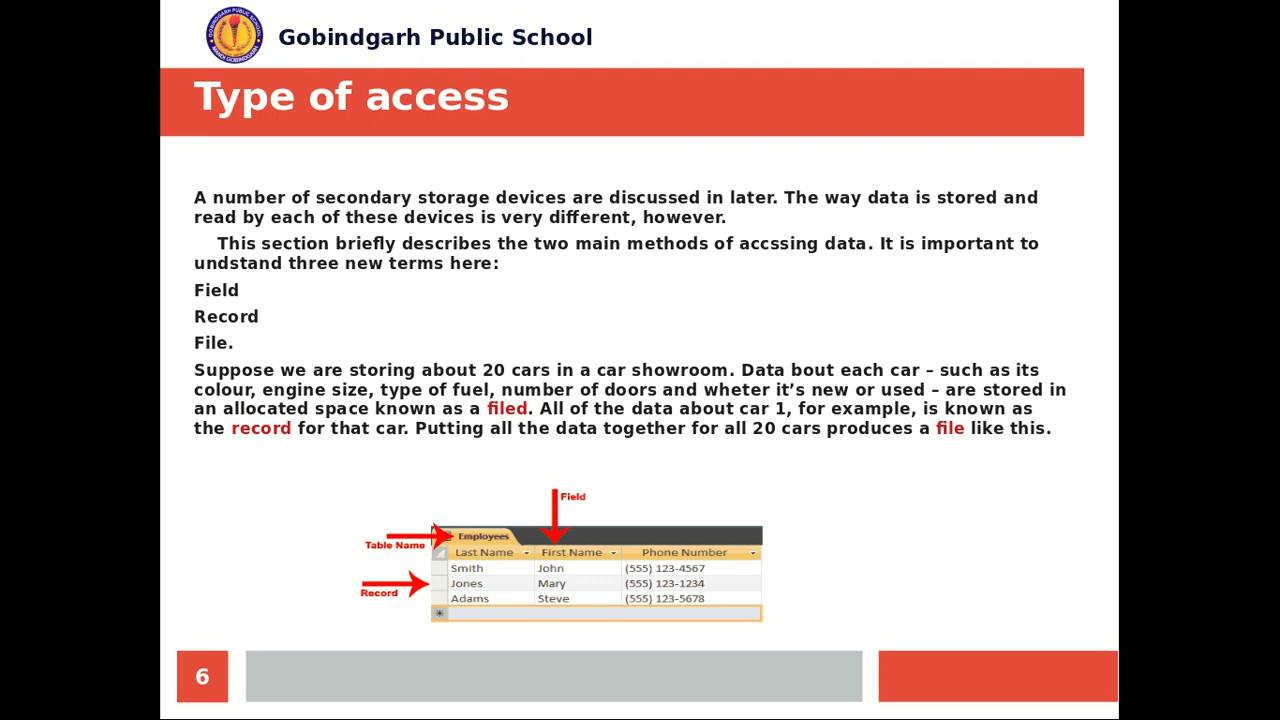 GOBINDGARH PUBLIC SCHOOL
MANDI GOBINDGARH
Gobindgarh Public School
Type of access
A number of secondary storage devices are discussed in later. The way data is stored and
read by each of these devices is very different, however.
This section briefly describes the two main methods of accssing data. It is important to
undstand three new terms here:
Field
Record
File.
Suppose we are storing about 20 cars in a car showroom. Data bout each car – such as its
colour, engine size, type of fuel, number of doors and wheter it’s new or used – are stored in
an allocated space known as a filed. All of the data about car 1, for example, is known as
the record for that car. Putting all the data together for all 20 cars produces a file like this.
Field
Table Name
Employees
Last Name First Name Phone Number
Smith John (555) 123-4567
Record
Jones Mary (555) 123-1234
Adams Steve (555) 123-5678
6